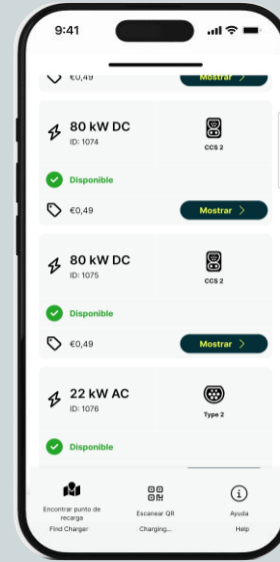 9:41
€0,49
Mostrar >
80 kW DC
ID: 1074
CCS 2
Disponible
€0,49
Mostrar >
80 kW DC
ID: 1075
CCS 2
Disponible
€0,49
Mostrar >
22 kW AC
ID: 1076
Type 2
Disponible
Encontrar punto de
recarga
Escanear QR
Ayuda
Find Charger
Charging...
Help